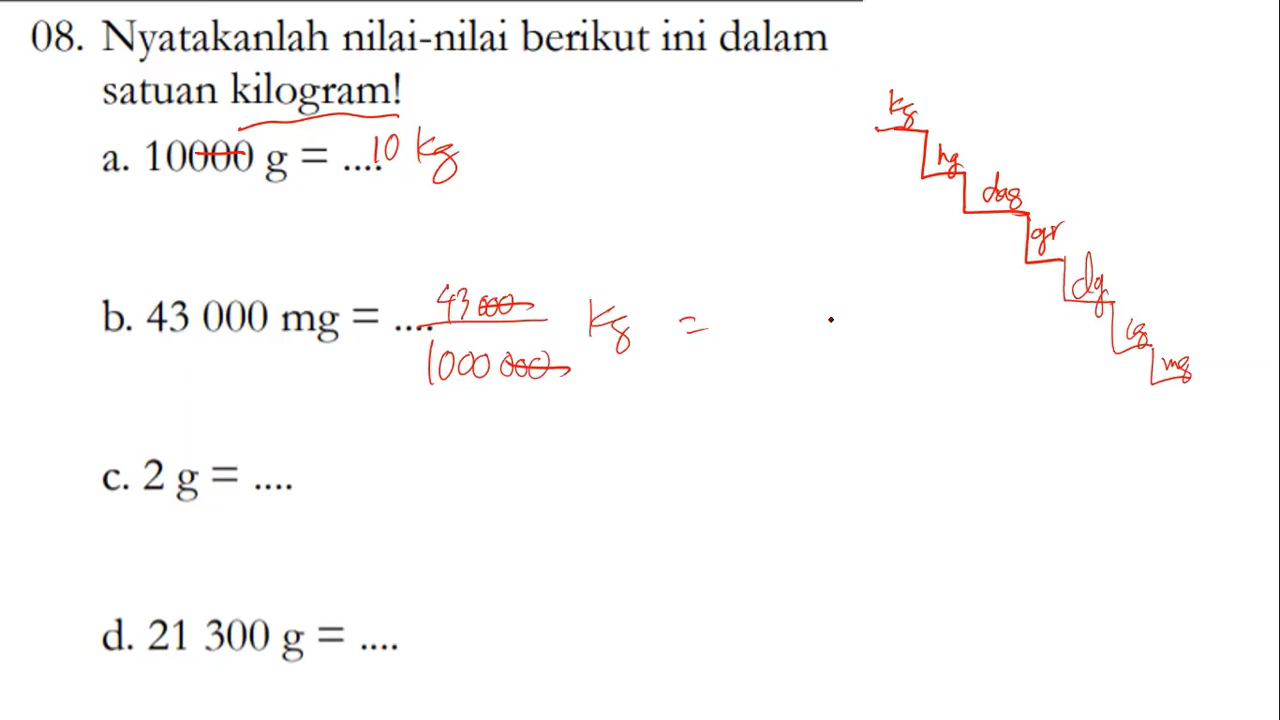 08. Nyatakanlah nilai-nilai berikut ini dalam
satuan kilogram!
a. 10000 g = .... 10 kg
b. 43 000 mg = .... 43 000 / 1000 000 kg =
c. 2 g = ....
d. 21 300 g = ....
kg
hg
dag
gr
dg
cg
mg